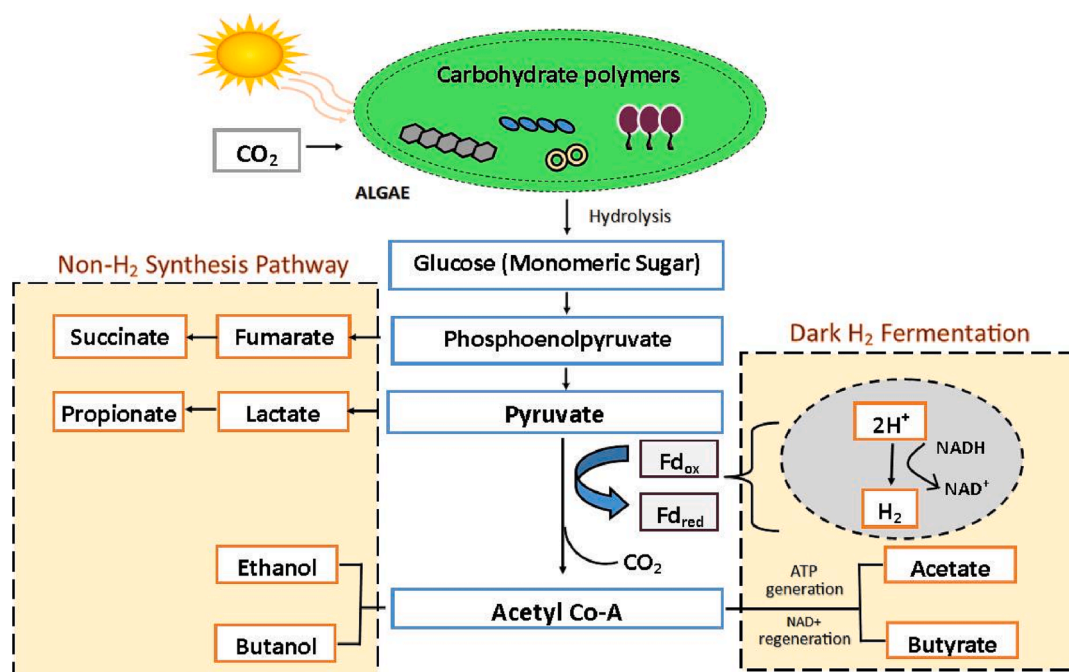 Carbohydrate polymers
CO₂
ALGAE
Hydrolysis
Glucose (Monomeric Sugar)
Non-H₂ Synthesis Pathway
Succinate
Fumarate
Phosphoenolpyruvate
Dark H₂ Fermentation
Propionate
Lactate
Pyruvate
2H⁺
NADH
NAD⁺
H₂
Fdₒₓ
Fd_red
CO₂
Ethanol
Butanol
Acetyl Co-A
ATP
generation
NAD+
regeneration
Acetate
Butyrate